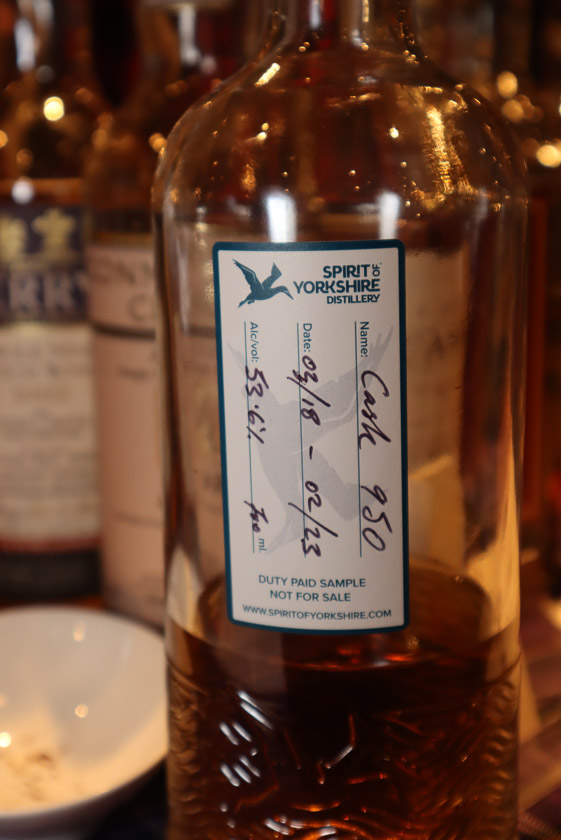 SPIRIT OF
YORKSHIRE
DISTILLERY
Name: Cask 950
Date: 03/18 - 02/23
Alc/vol: 53.6% 700 ml.
DUTY PAID SAMPLE
NOT FOR SALE
WWW.SPIRITOFYORKSHIRE.COM